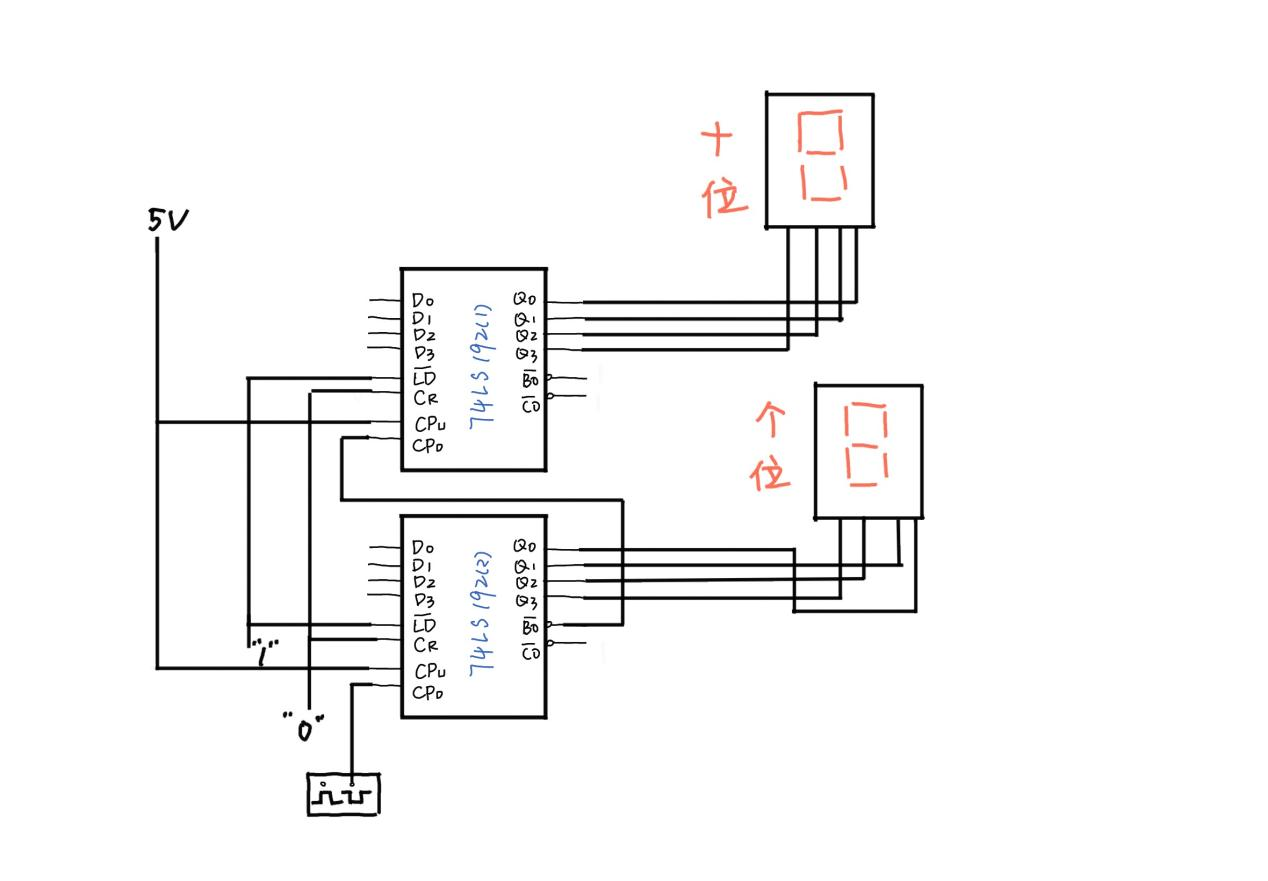 十
位
5V
D0
D1
D2
D3
LD
CR
CPU
CPD
74LS192(1)
Q0
Q1
Q2
Q3
BO
CO
个
位
D0
D1
D2
D3
LD
CR
CPU
CPD
74LS192(2)
Q0
Q1
Q2
Q3
BO
CO
"1"
"0"